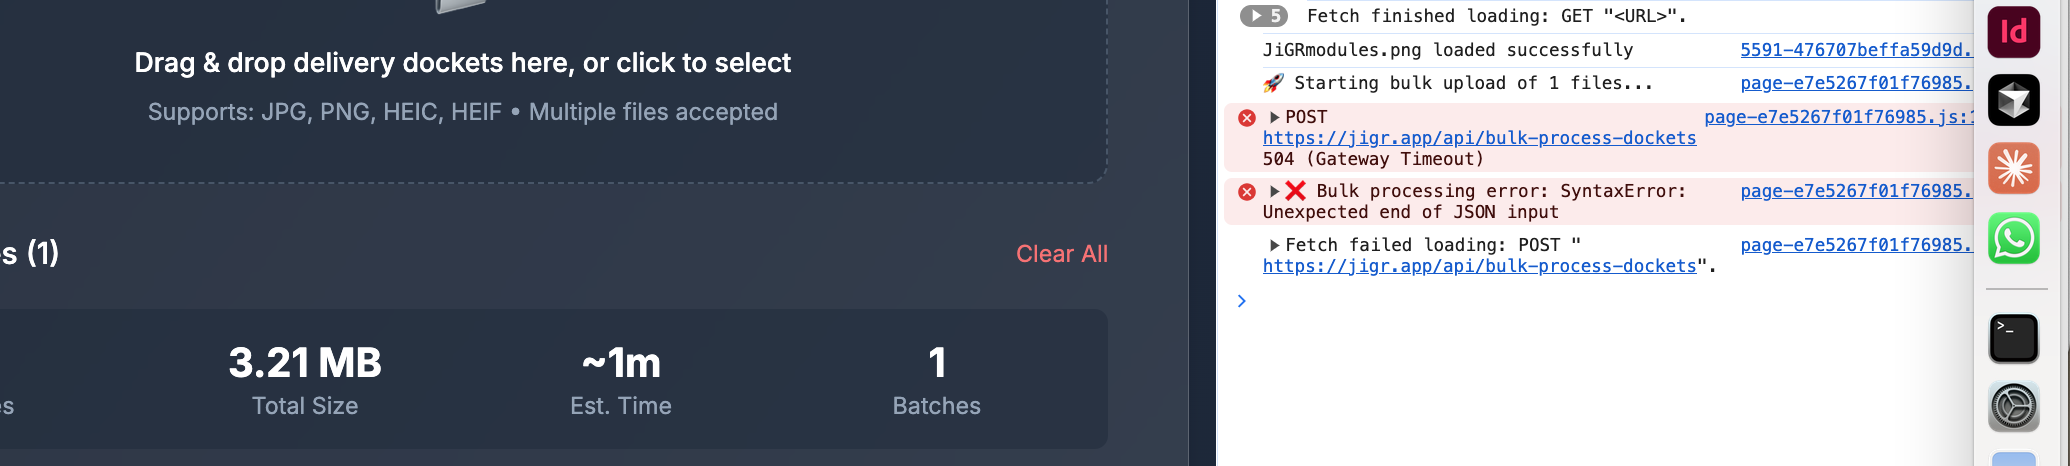 Drag & drop delivery dockets here, or click to select
Supports: JPG, PNG, HEIC, HEIF • Multiple files accepted
s (1)
Clear All
3.21 MB
Total Size
~1m
Est. Time
1
Batches
s
5 Fetch finished loading: GET "<URL>".
JiGRmodules.png loaded successfully 5591-476707beffa59d9d.
🚀 Starting bulk upload of 1 files... page-e7e5267f01f76985.
POST page-e7e5267f01f76985.js:1
https://jigr.app/api/bulk-process-dockets
504 (Gateway Timeout)
❌ Bulk processing error: SyntaxError: page-e7e5267f01f76985.
Unexpected end of JSON input
Fetch failed loading: POST " page-e7e5267f01f76985.
https://jigr.app/api/bulk-process-dockets".
>
Id
>_